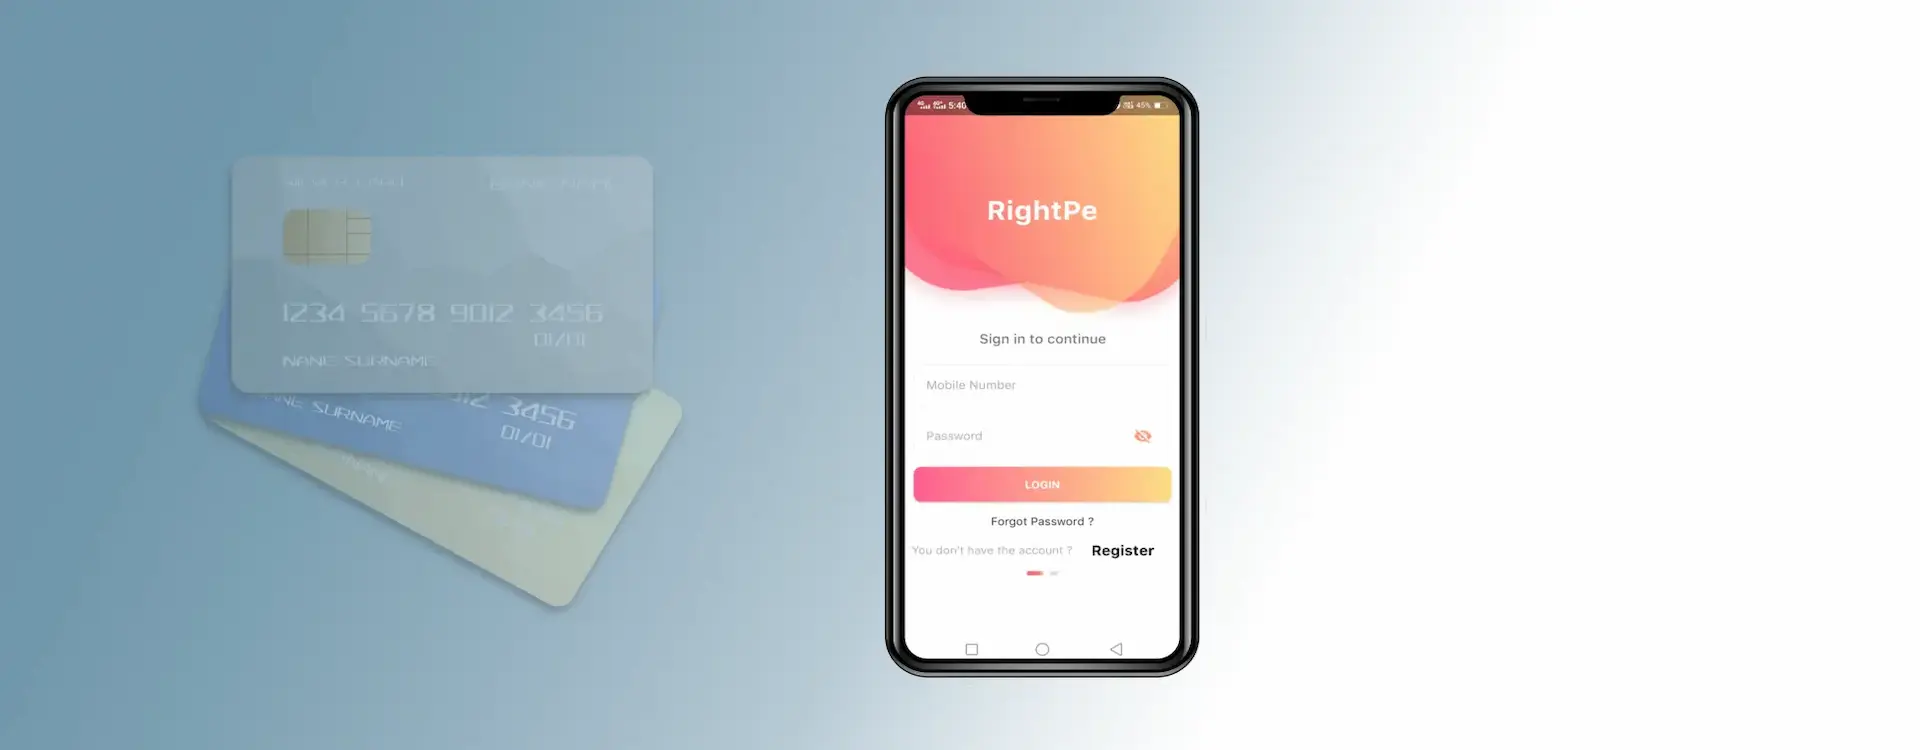 1234 5678 9012 3456
01/01
NAME SURNAME
12 3456
SURNAME
01/01
5:40
45%
RightPe
Sign in to continue
Mobile Number
Password
LOGIN
Forgot Password ?
You don't have the account ?
Register